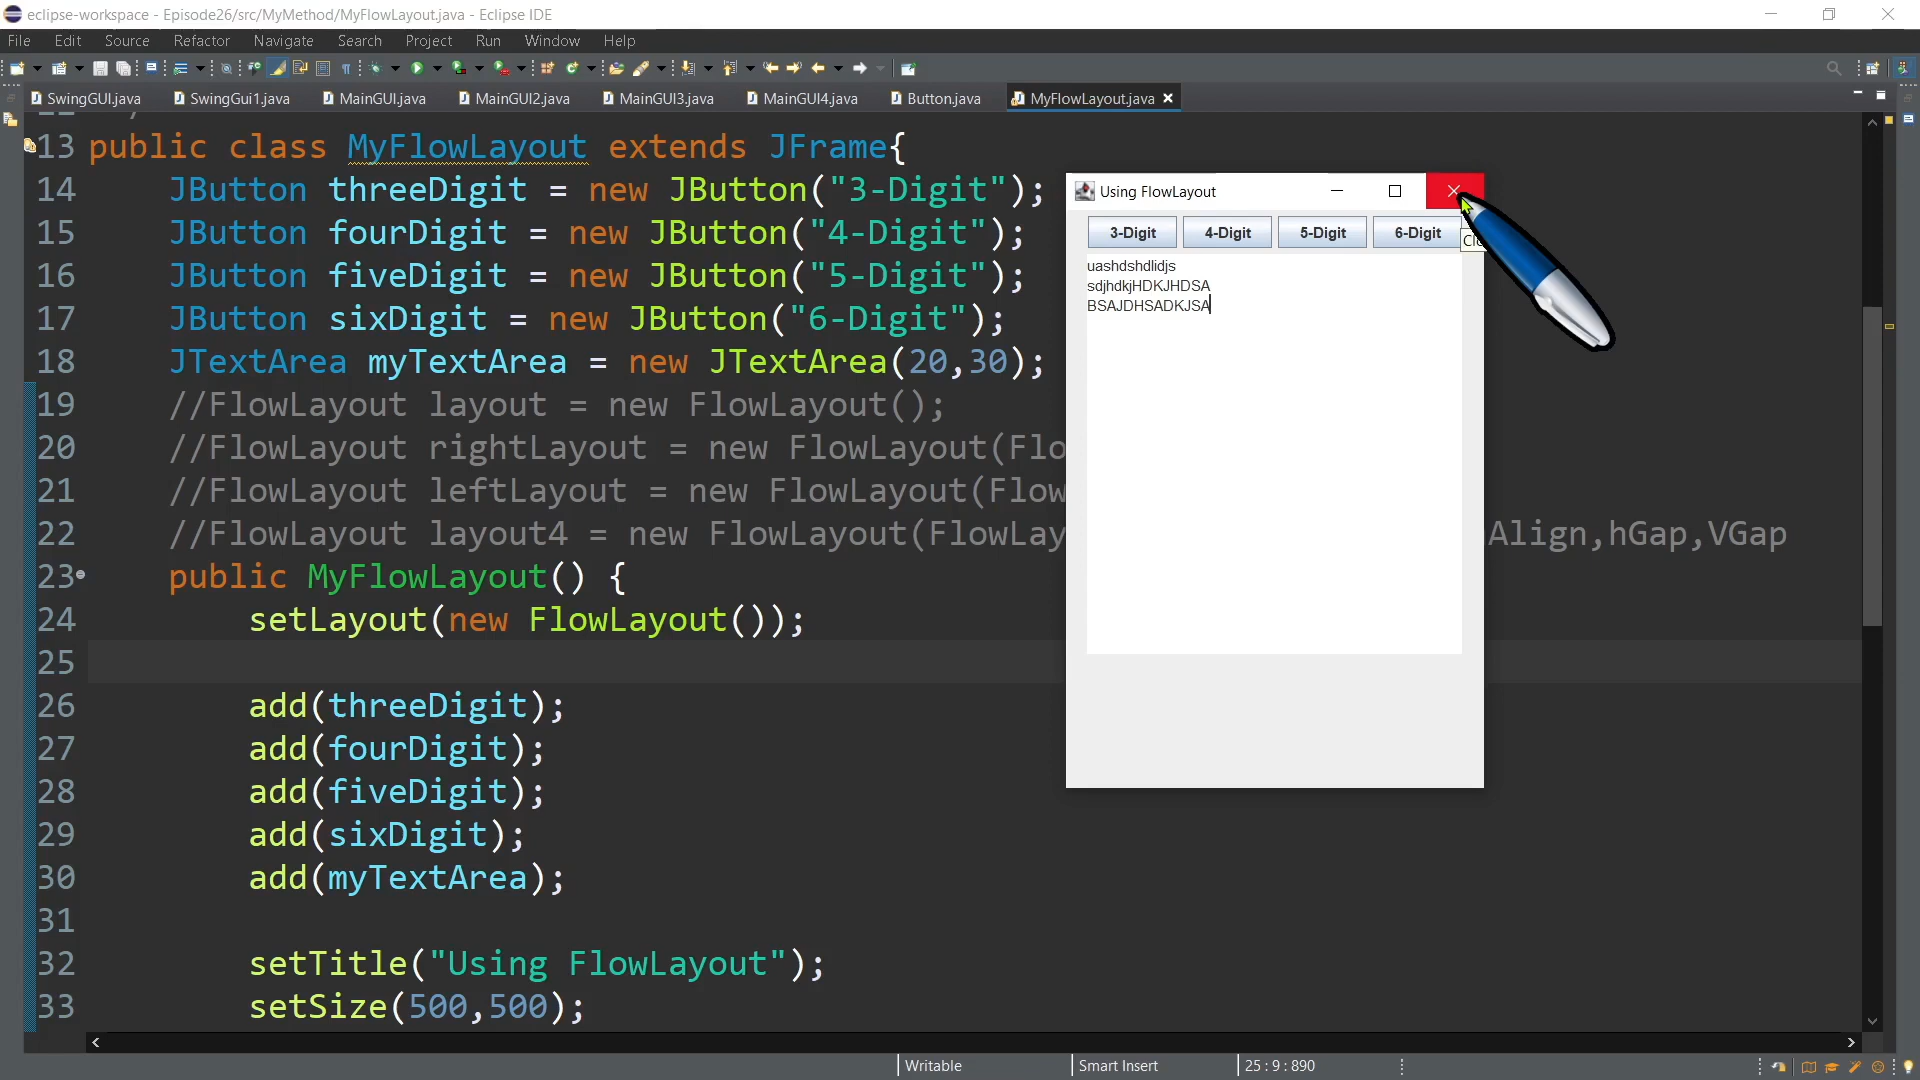 eclipse-workspace - Episode26/src/MyMethod/MyFlowLayout.java - Eclipse IDE
File Edit Source Refactor Navigate Search Project Run Window Help
SwingGUI.java SwingGui1.java MainGUI.java MainGUI2.java MainGUI3.java MainGUI4.java Button.java MyFlowLayout.java
13 public class MyFlowLayout extends JFrame{
14 JButton threeDigit = new JButton("3-Digit");
15 JButton fourDigit = new JButton("4-Digit");
16 JButton fiveDigit = new JButton("5-Digit");
17 JButton sixDigit = new JButton("6-Digit");
18 JTextArea myTextArea = new JTextArea(20,30);
19 //FlowLayout layout = new FlowLayout();
20 //FlowLayout rightLayout = new FlowLayout(Flo
21 //FlowLayout leftLayout = new FlowLayout(Flow
22 //FlowLayout layout4 = new FlowLayout(FlowLay Align,hGap,VGap
23 public MyFlowLayout() {
24 setLayout(new FlowLayout());
25
26 add(threeDigit);
27 add(fourDigit);
28 add(fiveDigit);
29 add(sixDigit);
30 add(myTextArea);
31
32 setTitle("Using FlowLayout");
33 setSize(500,500);
Using FlowLayout
3-Digit 4-Digit 5-Digit 6-Digit
uashdshdlidjs
sdjhdkjHDKJHDSA
BSAJDHSADKJSA
Writable Smart Insert 25 : 9 : 890